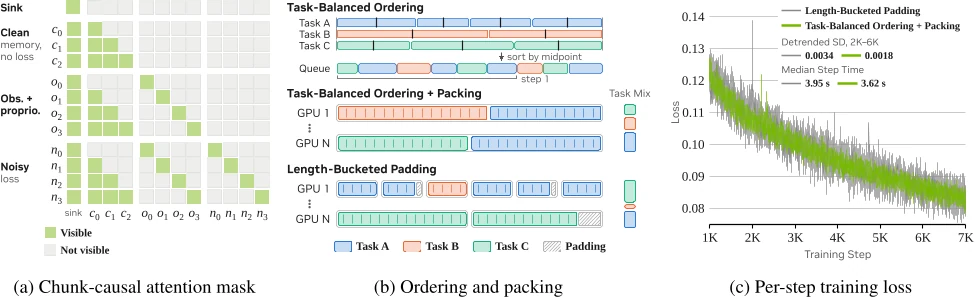 Sink
Clean
memory,
no loss
c0
c1
c2
Obs. +
proprio.
o0
o1
o2
o3
Noisy
loss
n0
n1
n2
n3
sink c0 c1 c2 o0 o1 o2 o3 n0 n1 n2 n3
Visible
Not visible
(a) Chunk-causal attention mask
Task-Balanced Ordering
Task A
Task B
Task C
sort by midpoint
Queue
step 1
Task-Balanced Ordering + Packing
Task Mix
GPU 1
⋮
GPU N
Length-Bucketed Padding
GPU 1
⋮
GPU N
Task A Task B Task C Padding
(b) Ordering and packing
Length-Bucketed Padding
Task-Balanced Ordering + Packing
Detrended SD, 2K–6K
0.0034 0.0018
Median Step Time
3.95 s 3.62 s
Loss
0.14
0.13
0.12
0.11
0.10
0.09
0.08
1K 2K 3K 4K 5K 6K 7K
Training Step
(c) Per-step training loss